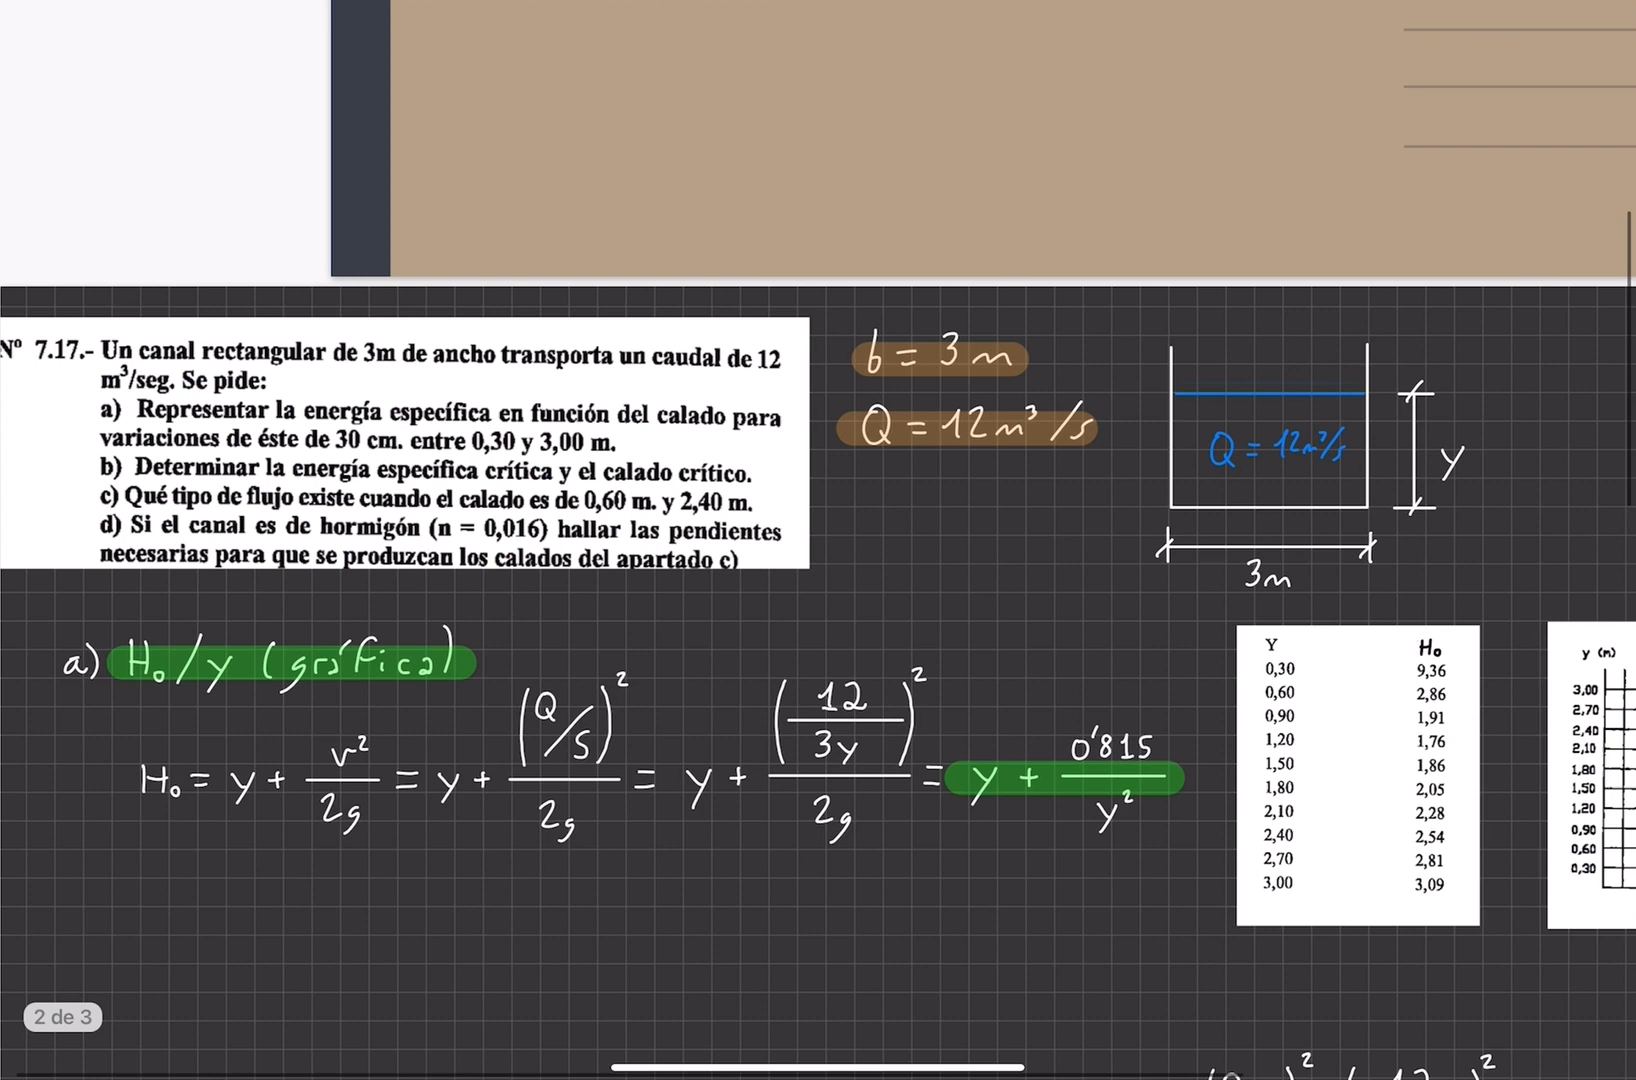 Nº 7.17.- Un canal rectangular de 3m de ancho transporta un caudal de 12
m³/seg. Se pide:
a) Representar la energía específica en función del calado para
variaciones de éste de 30 cm. entre 0,30 y 3,00 m.
b) Determinar la energía específica crítica y el calado crítico.
c) Qué tipo de flujo existe cuando el calado es de 0,60 m. y 2,40 m.
d) Si el canal es de hormigón (n = 0,016) hallar las pendientes
necesarias para que se produzcan los calados del apartado c)
b = 3 m
Q = 12 m³/s
Q = 12 m³/s
y
3m
a) H₀/y (gráfica)
H₀ = y + v²/2g = y + (Q/S)²/2g = y + (12/3y)²/2g = y + 0'815/y²
Y H₀
0,30 9,36
0,60 2,86
0,90 1,91
1,20 1,76
1,50 1,86
1,80 2,05
2,10 2,28
2,40 2,54
2,70 2,81
3,00 3,09
y (m)
3,00
2,70
2,40
2,10
1,80
1,50
1,20
0,90
0,60
0,30
2 de 3